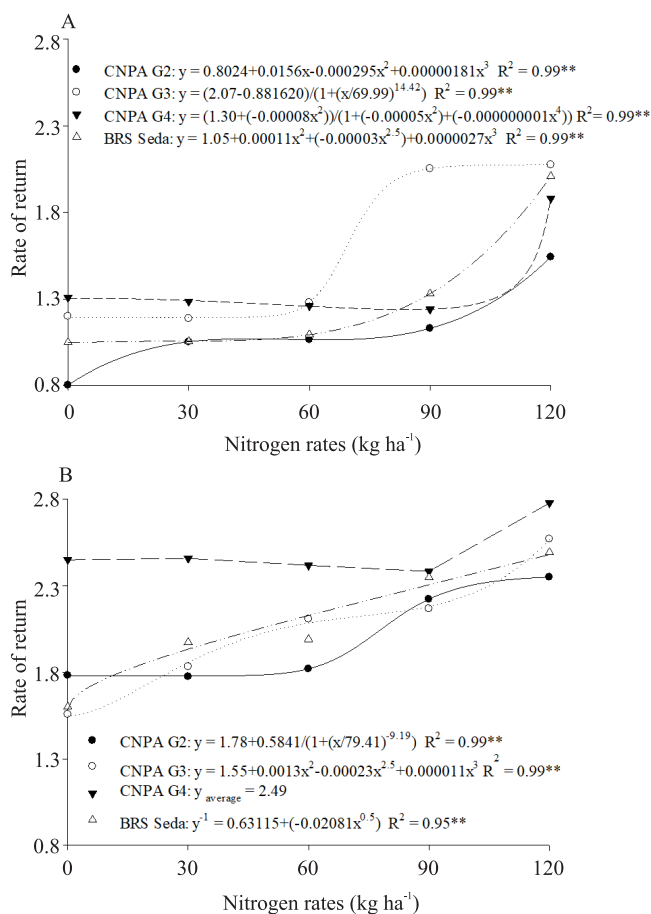 A
2.8
CNPA G2: y = 0.8024+0.0156x-0.000295x²+0.00000181x³ R² = 0.99**
CNPA G3: y = (2.07-0.881620)/(1+(x/69.99)^14.42) R² = 0.99**
CNPA G4: y = (1.30+(-0.00008x²))/(1+(-0.00005x²)+(-0.000000001x⁴)) R²= 0.99**
BRS Seda: y = 1.05+0.00011x²+(-0.00003x^2.5)+0.0000027x³ R² = 0.99**
2.3
1.8
1.3
0.8
Rate of return
0 30 60 90 120
Nitrogen rates (kg ha⁻¹)
B
2.8
2.3
1.8
1.3
0.8
Rate of return
CNPA G2: y = 1.78+0.5841/(1+(x/79.41)^-9.19) R² = 0.99**
CNPA G3: y = 1.55+0.0013x²-0.00023x^2.5+0.000011x³ R² = 0.99**
CNPA G4: y average = 2.49
BRS Seda: y⁻¹ = 0.63115+(-0.02081x^0.5) R² = 0.95**
0 30 60 90 120
Nitrogen rates (kg ha⁻¹)